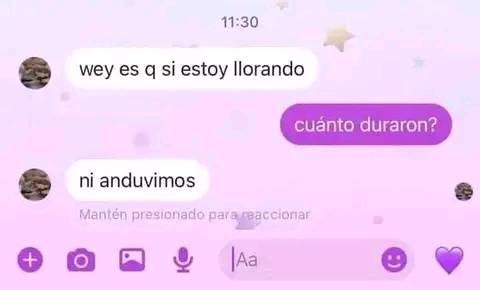 11:30
wey es q si estoy llorando
cuánto duraron?
ni anduvimos
Mantén presionado para reaccionar
Aa